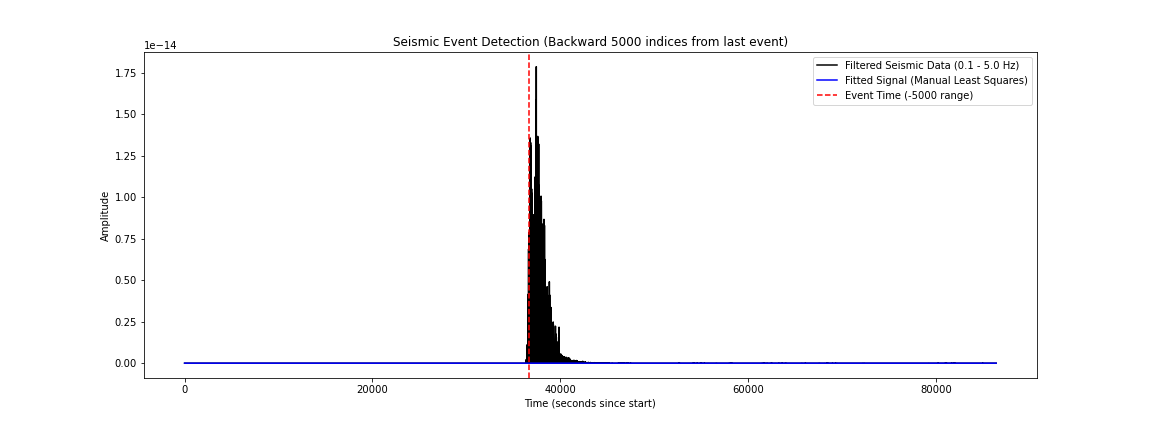 Seismic Event Detection (Backward 5000 indices from last event)
1e−14
Filtered Seismic Data (0.1 - 5.0 Hz)
Fitted Signal (Manual Least Squares)
Event Time (-5000 range)
1.75
1.50
1.25
1.00
0.75
0.50
0.25
0.00
Amplitude
0 20000 40000 60000 80000
Time (seconds since start)